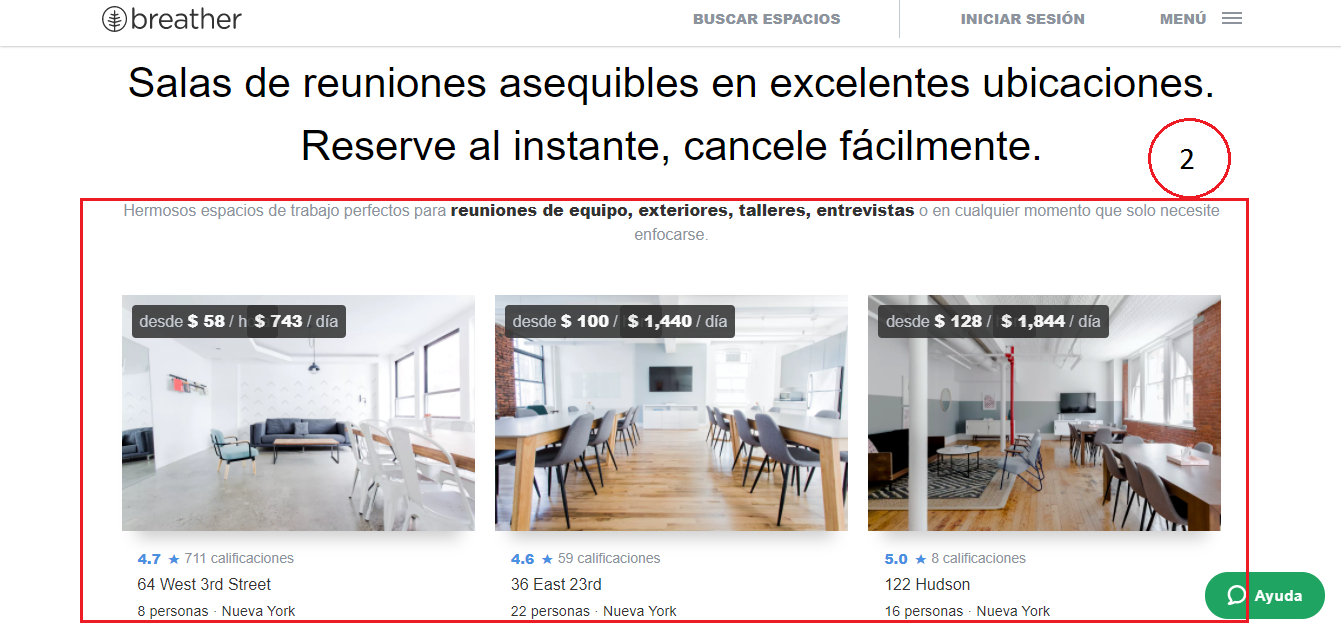 breather
BUSCAR ESPACIOS
INICIAR SESIÓN
MENÚ
Salas de reuniones asequibles en excelentes ubicaciones.
Reserve al instante, cancele fácilmente.
2
Hermosos espacios de trabajo perfectos para reuniones de equipo, exteriores, talleres, entrevistas o en cualquier momento que solo necesite
enfocarse.
desde $ 58 / h $ 743 / día
desde $ 100 / $ 1,440 / día
desde $ 128 / $ 1,844 / día
4.7 ★ 711 calificaciones
64 West 3rd Street
8 personas · Nueva York
4.6 ★ 59 calificaciones
36 East 23rd
22 personas · Nueva York
5.0 ★ 8 calificaciones
122 Hudson
16 personas · Nueva York
Ayuda